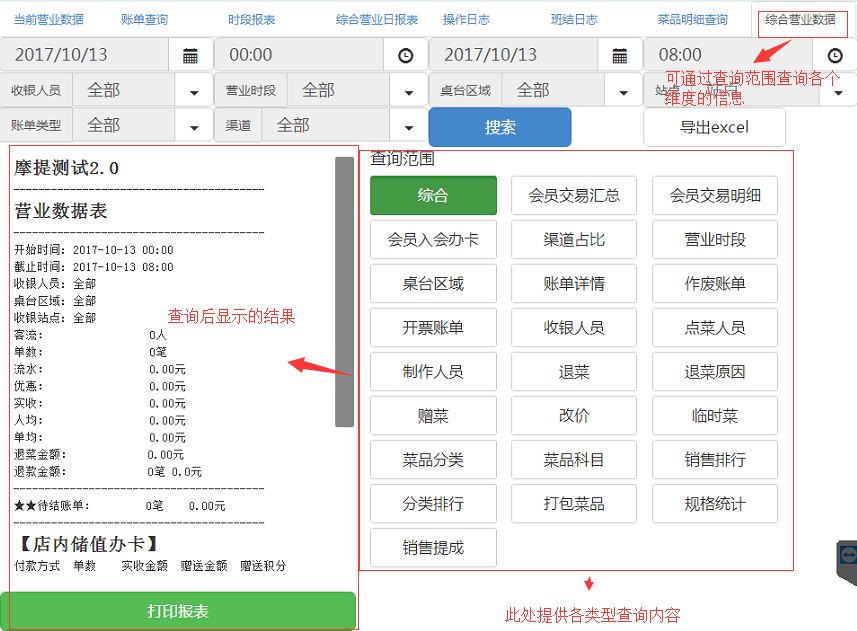 当前营业数据 账单查询 时段报表 综合营业日报表 操作日志 班结日志 菜品明细查询 综合营业数据
2017/10/13 00:00 2017/10/13 08:00
收银人员 全部 营业时段 全部 桌台区域 全部 站点 站点
可通过查询范围查询各个
维度的信息
账单类型 全部 渠道 全部 搜索 导出excel
摩提测试2.0
营业数据表
开始时间: 2017-10-13 00:00
截止时间: 2017-10-13 08:00
收银人员: 全部
桌台区域: 全部
收银站点: 全部
客流: 0人
单数: 0笔
流水: 0.00元
优惠: 0.00元
实收: 0.00元
人均: 0.00元
单均: 0.00元
退菜金额: 0.00元
退款金额: 0笔 0.0元
★★待结账单: 0笔 0.00元
【店内储值办卡】
付款方式 单数 实收金额 赠送金额 赠送积分
打印报表
查询后显示的结果
查询范围
综合 会员交易汇总 会员交易明细
会员入会办卡 渠道占比 营业时段
桌台区域 账单详情 作废账单
开票账单 收银人员 点菜人员
制作人员 退菜 退菜原因
赠菜 改价 临时菜
菜品分类 菜品科目 销售排行
分类排行 打包菜品 规格统计
销售提成
此处提供各类型查询内容